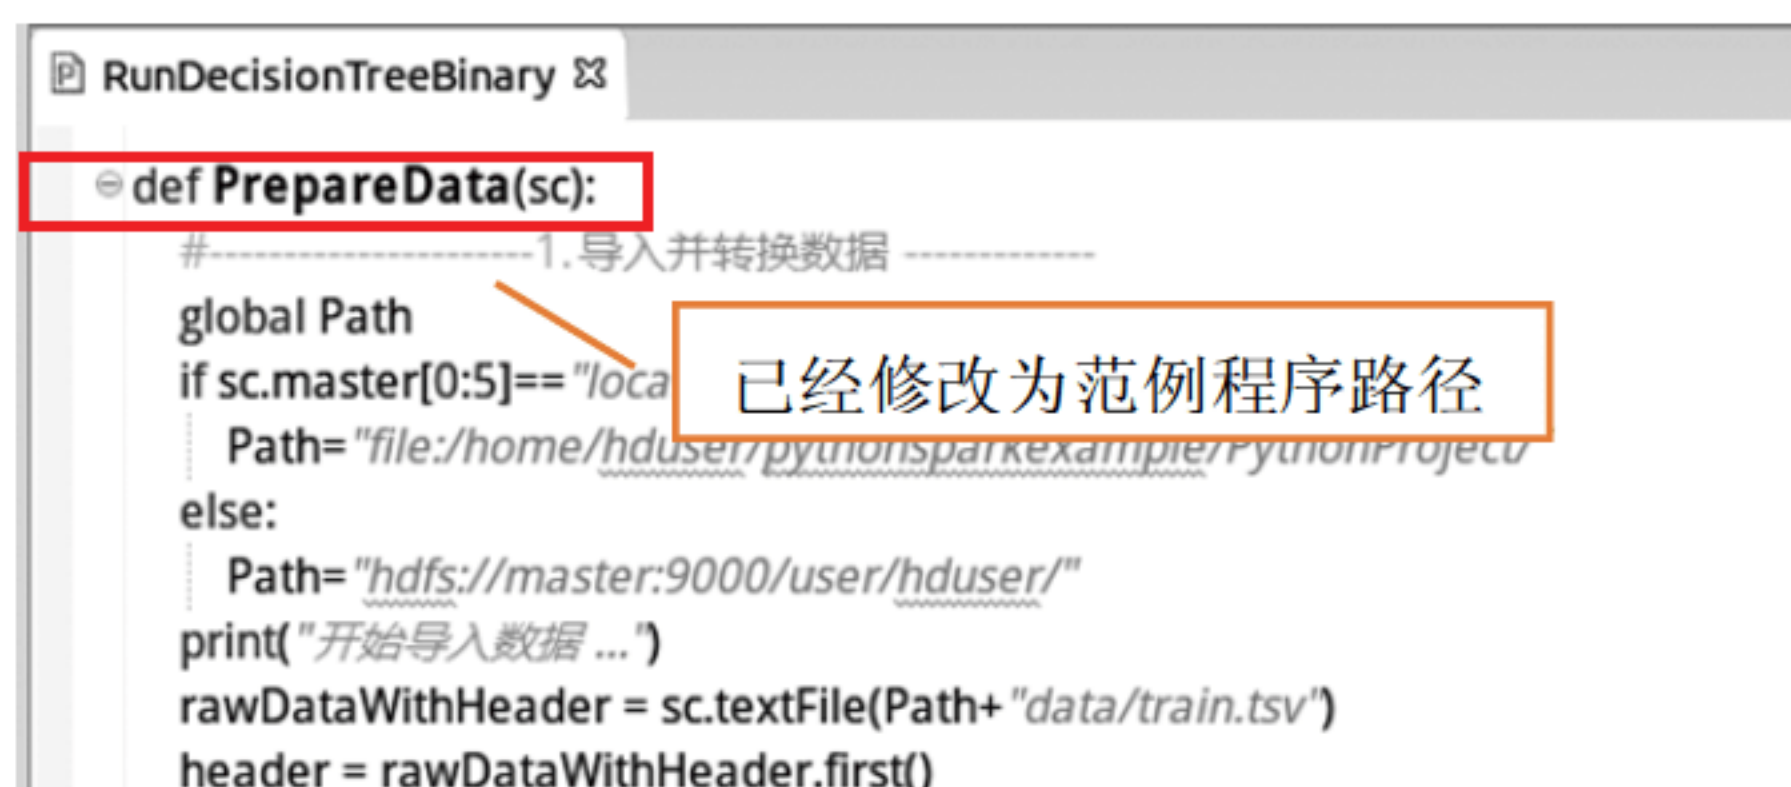 RunDecisionTreeBinary
def PrepareData(sc):
#----------------------1.导入并转换数据 -------------
global Path
if sc.master[0:5]=="loca
已经修改为范例程序路径
Path="file:/home/hduser/pythonsparkexample/PythonProject/
else:
Path="hdfs://master:9000/user/hduser/"
print("开始导入数据 ...")
rawDataWithHeader = sc.textFile(Path+"data/train.tsv")
header = rawDataWithHeader.first()